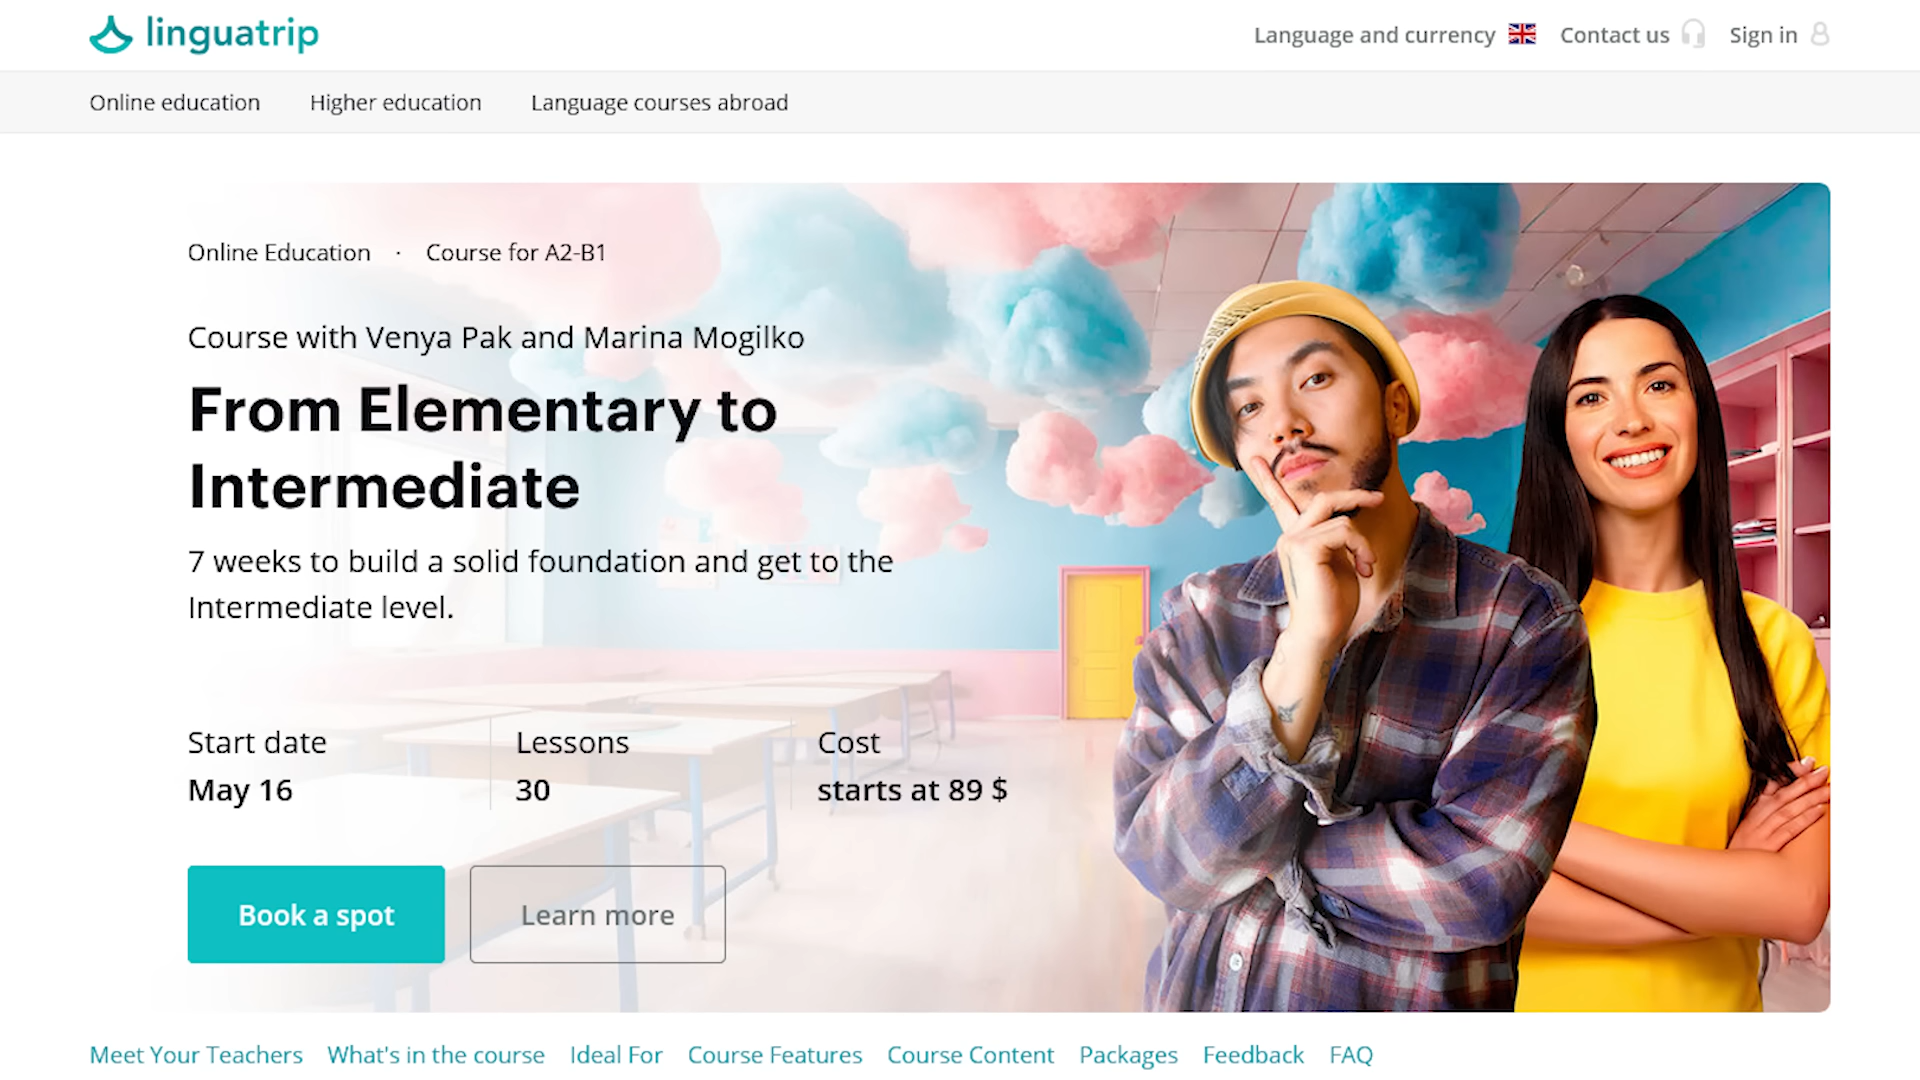 linguatrip
Language and currency
Contact us
Sign in
Online education
Higher education
Language courses abroad
Online Education · Course for A2-B1
Course with Venya Pak and Marina Mogilko
From Elementary to
Intermediate
7 weeks to build a solid foundation and get to the
Intermediate level.
Start date
May 16
Lessons
30
Cost
starts at 89 $
Book a spot
Learn more
Meet Your Teachers
What's in the course
Ideal For
Course Features
Course Content
Packages
Feedback
FAQ